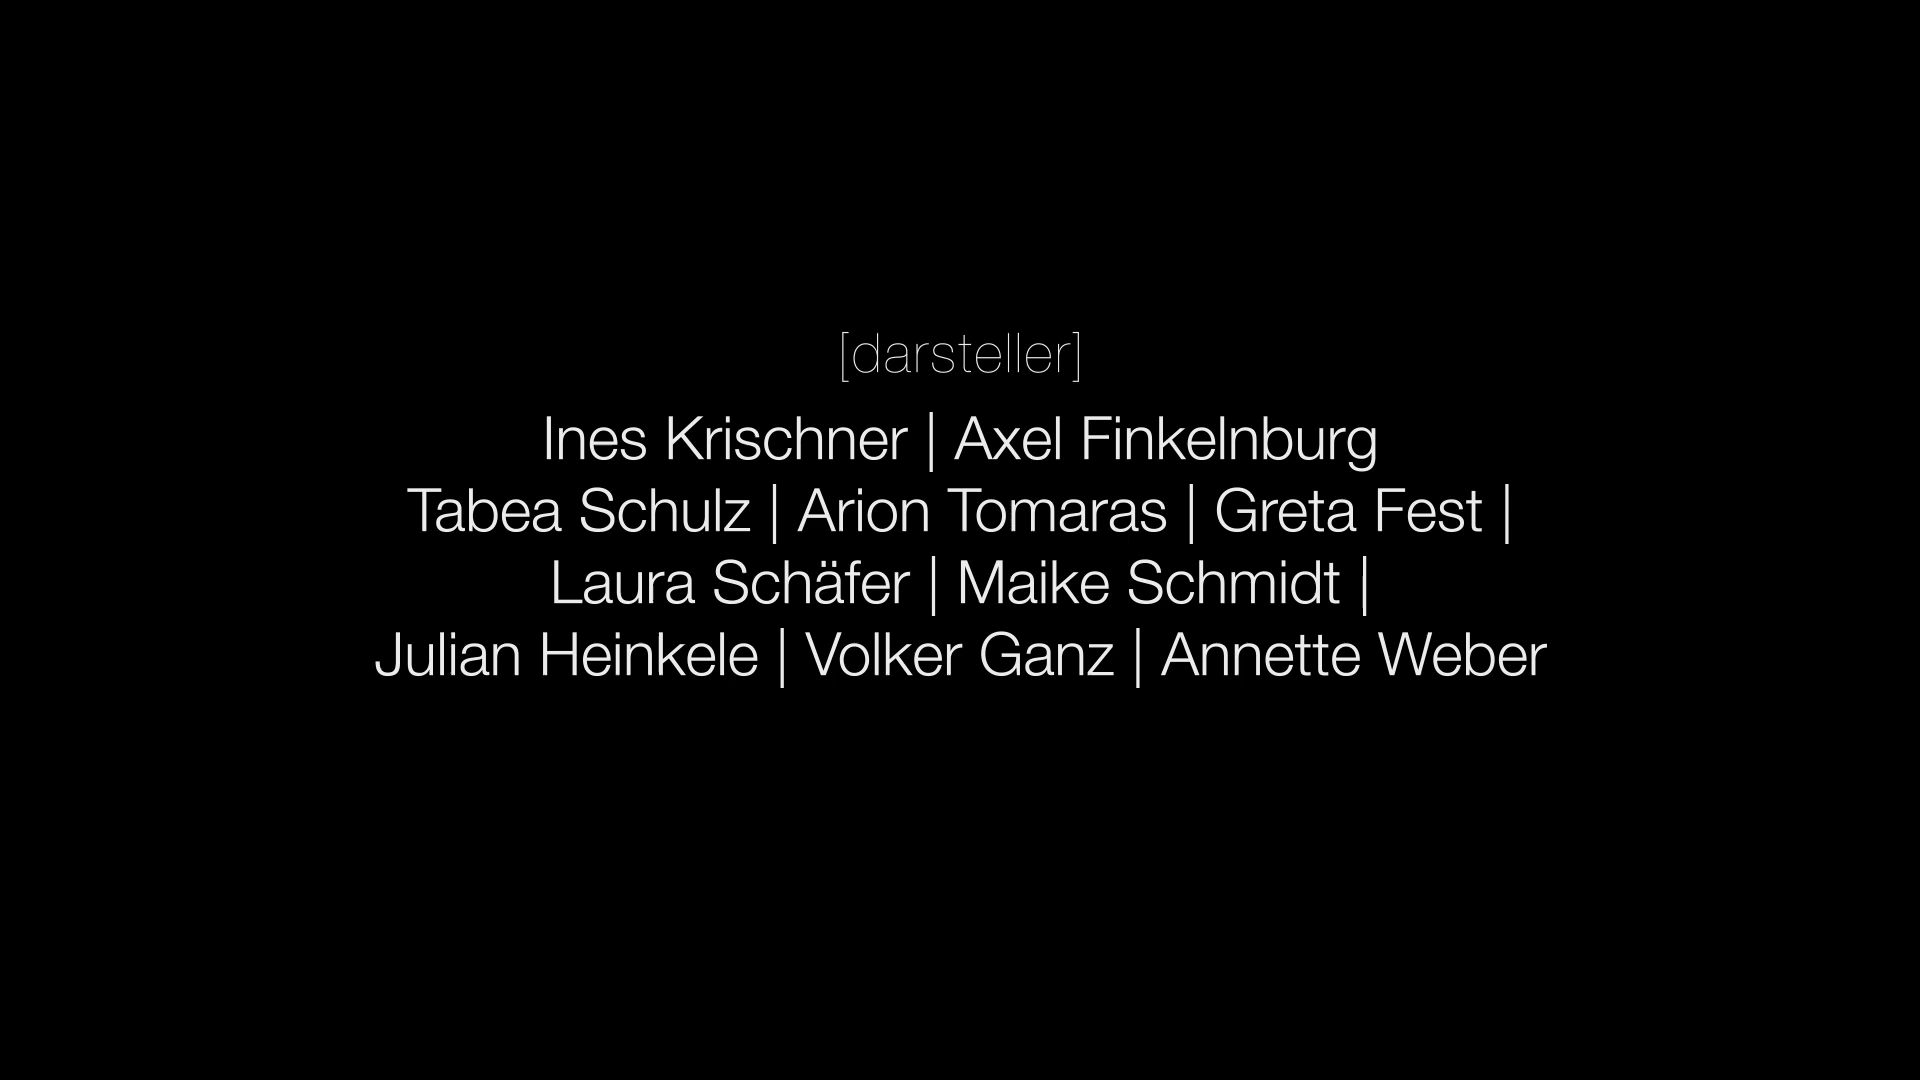 [darsteller]
Ines Krischner | Axel Finkelnburg
Tabea Schulz | Arion Tomaras | Greta Fest |
Laura Schäfer | Maike Schmidt |
Julian Heinkele | Volker Ganz | Annette Weber